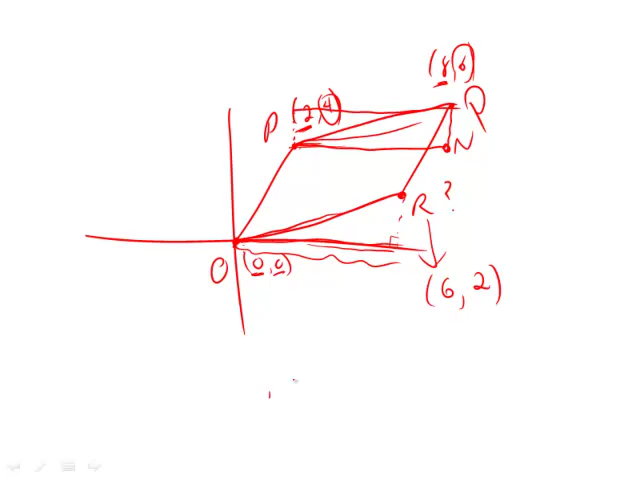 (8,6)
P (2,4) Q
N
R ?
O (0,0)
(6,2)